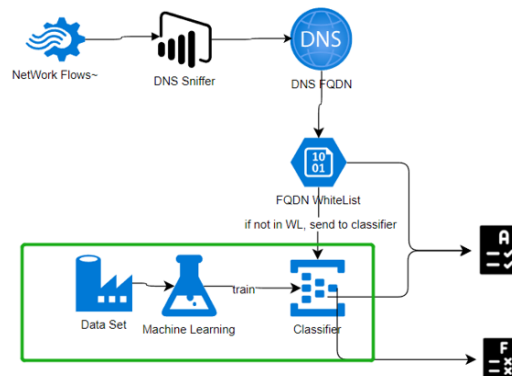 NetWork Flows~
DNS Sniffer
DNS
DNS FQDN
10
01
FQDN WhiteList
if not in WL, send to classifier
A
Data Set
Machine Learning
train
Classifier
F